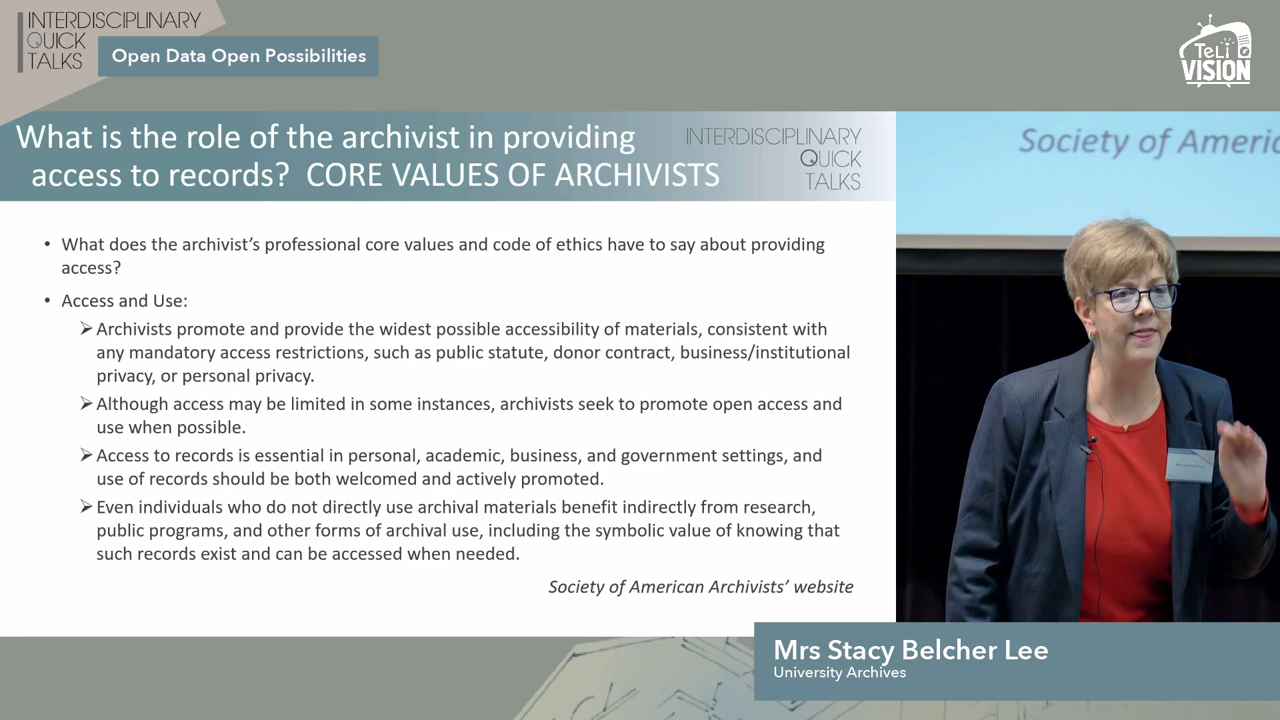 INTERDISCIPLINARY
QUICK
TALKS
Open Data Open Possibilities
TeLi
VISION
What is the role of the archivist in providing
access to records? CORE VALUES OF ARCHIVISTS
INTERDISCIPLINARY
QUICK
TALKS
• What does the archivist’s professional core values and code of ethics have to say about providing
access?
• Access and Use:
➢ Archivists promote and provide the widest possible accessibility of materials, consistent with
any mandatory access restrictions, such as public statute, donor contract, business/institutional
privacy, or personal privacy.
➢ Although access may be limited in some instances, archivists seek to promote open access and
use when possible.
➢ Access to records is essential in personal, academic, business, and government settings, and
use of records should be both welcomed and actively promoted.
➢ Even individuals who do not directly use archival materials benefit indirectly from research,
public programs, and other forms of archival use, including the symbolic value of knowing that
such records exist and can be accessed when needed.
Society of American Archivists’ website
Society of Americ
Mrs Stacy Belcher Lee
University Archives